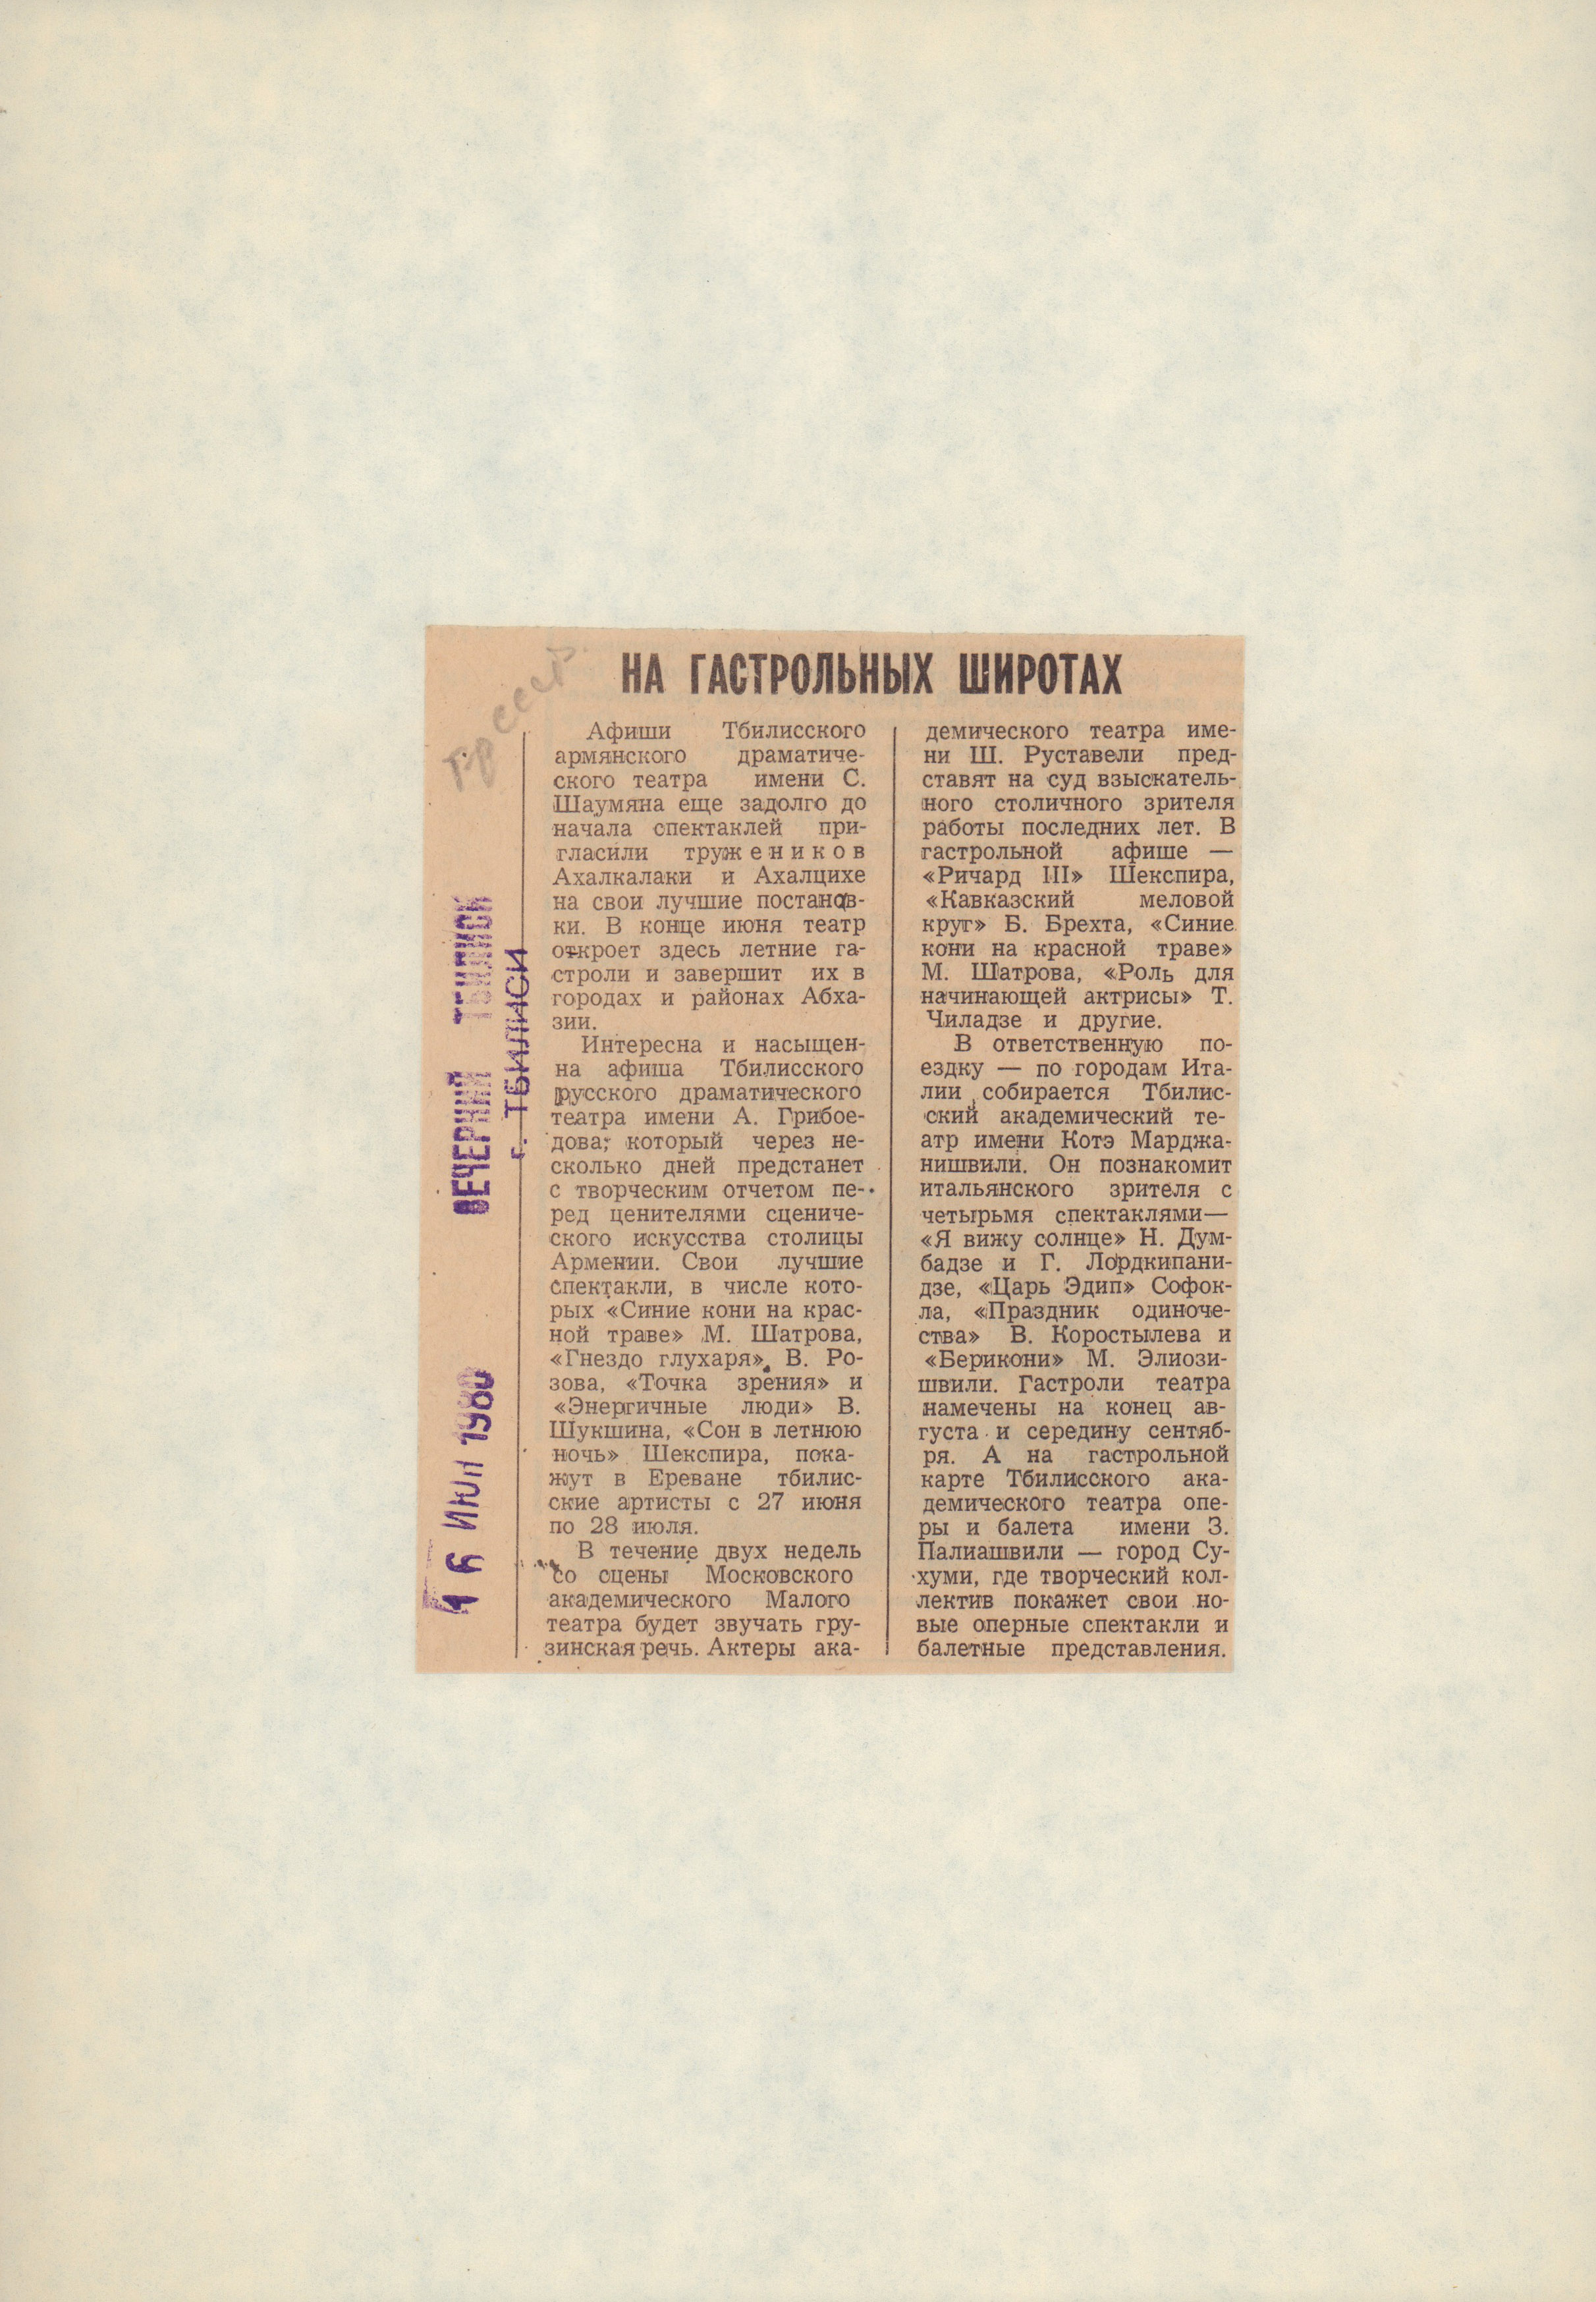 НА ГАСТРОЛЬНЫХ ШИРОТАХ
Афиши Тбилисского
армянского драматиче-
ского театра имени С.
Шаумяна еще задолго до
начала спектаклей при-
гласили тружеников
Ахалкалаки и Ахалцихе
на свои лучшие постанов-
ки. В конце июня театр
откроет здесь летние га-
строли и завершит их в
городах и районах Абха-
зии.
Интересна и насыщен-
на афиша Тбилисского
русского драматического
театра имени А. Грибое-
дова, который через не-
сколько дней предстанет
с творческим отчетом пе-
ред ценителями сцениче-
ского искусства столицы
Армении. Свои лучшие
спектакли, в числе кото-
рых «Синие кони на крас-
ной траве» М. Шатрова,
«Гнездо глухаря» В. Ро-
зова, «Точка зрения» и
«Энергичные люди» В.
Шукшина, «Сон в летнюю
ночь» Шекспира, пока-
жут в Ереване тбилис-
ские артисты с 27 июня
по 28 июля.
В течение двух недель
со сцены Московского
академического Малого
театра будет звучать гру-
зинская речь. Актеры ака-
демического театра име-
ни Ш. Руставели пред-
ставят на суд взыскатель-
ного столичного зрителя
работы последних лет. В
гастрольной афише —
«Ричард III» Шекспира,
«Кавказский меловой
круг» Б. Брехта, «Синие
кони на красной траве»
М. Шатрова, «Роль для
начинающей актрисы» Т.
Чиладзе и другие.
В ответственную по-
ездку — по городам Ита-
лии собирается Тбилис-
ский академический те-
атр имени Котэ Марджа-
нишвили. Он познакомит
итальянского зрителя с
четырьмя спектаклями—
«Я вижу солнце» Н. Дум-
бадзе и Г. Лордкипани-
дзе, «Царь Эдип» Софок-
ла, «Праздник одиноче-
ства» В. Коростылева и
«Берикони» М. Элиози-
швили. Гастроли театра
намечены на конец ав-
густа и середину сентяб-
ря. А на гастрольной
карте Тбилисского ака-
демического театра опе-
ры и балета имени З.
Палиашвили — город Су-
хуми, где творческий кол-
лектив покажет свои но-
вые оперные спектакли и
балетные представления.
ВЕЧЕРНИЙ ТБИЛИСИ
г. ТБИЛИСИ
16 ИЮН 1980